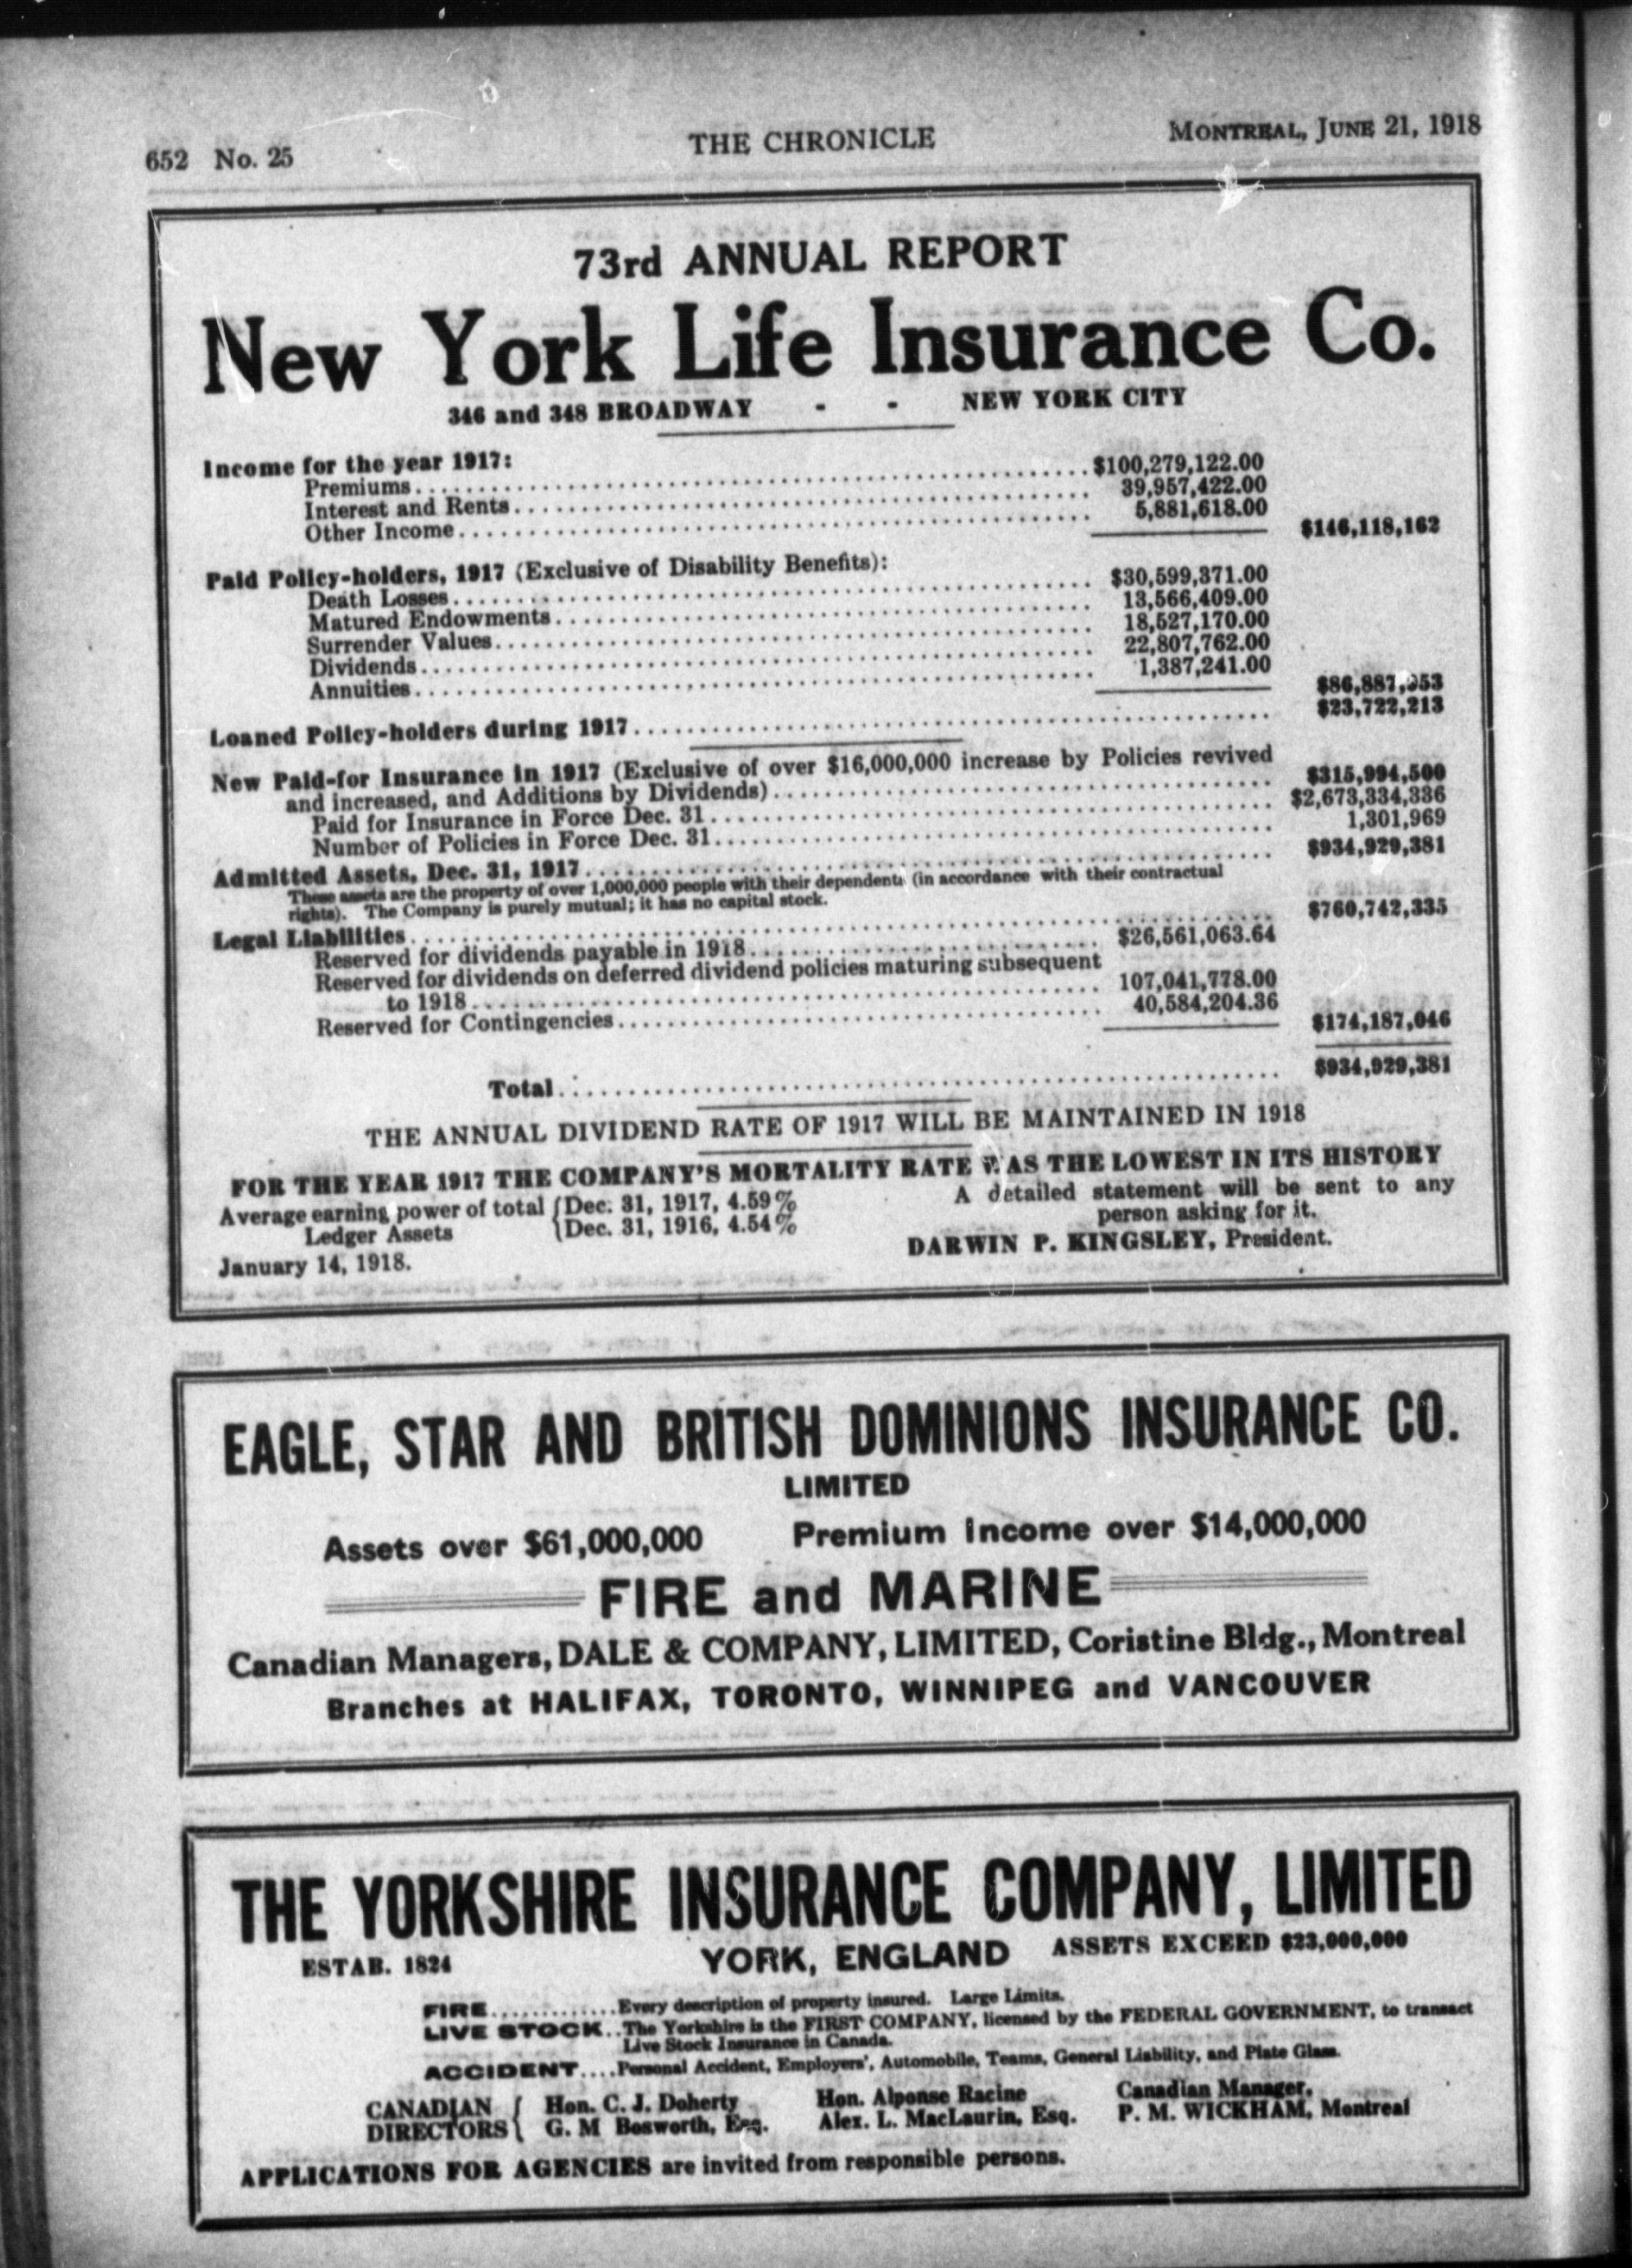 652 No. 25
THE CHRONICLE
MONTREAL, JUNE 21, 1918
73rd ANNUAL REPORT
New York Life Insurance Co.
346 and 348 BROADWAY - - NEW YORK CITY
Income for the year 1917:
Premiums........ $100,279,122.00
Interest and Rents........ 39,957,422.00
Other Income........ 5,881,618.00
$146,118,162
Paid Policy-holders, 1917 (Exclusive of Disability Benefits):
Death Losses........ $30,599,371.00
Matured Endowments........ 13,566,409.00
Surrender Values........ 18,527,170.00
Dividends........ 22,807,762.00
Annuities........ 1,387,241.00
$86,887,953
Loaned Policy-holders during 1917........ $23,722,213
New Paid-for Insurance in 1917 (Exclusive of over $16,000,000 increase by Policies revived
and increased, and Additions by Dividends)........ $315,994,500
Paid for Insurance in Force Dec. 31........ $2,673,334,336
Number of Policies in Force Dec. 31........ 1,301,969
Admitted Assets, Dec. 31, 1917........ $934,929,381
These assets are the property of over 1,000,000 people with their dependents (in accordance with their contractual
rights). The Company is purely mutual; it has no capital stock.
Legal Liabilities........ $760,742,335
Reserved for dividends payable in 1918........ $26,561,063.64
Reserved for dividends on deferred dividend policies maturing subsequent
to 1918........ 107,041,778.00
Reserved for Contingencies........ 40,584,204.36
$174,187,046
Total........ $934,929,381
THE ANNUAL DIVIDEND RATE OF 1917 WILL BE MAINTAINED IN 1918
FOR THE YEAR 1917 THE COMPANY'S MORTALITY RATE WAS THE LOWEST IN ITS HISTORY
Average earning power of total {Dec. 31, 1917, 4.59%
Ledger Assets {Dec. 31, 1916, 4.54%
A detailed statement will be sent to any
person asking for it.
DARWIN P. KINGSLEY, President.
January 14, 1918.
EAGLE, STAR AND BRITISH DOMINIONS INSURANCE CO.
LIMITED
Assets over $61,000,000 Premium Income over $14,000,000
FIRE and MARINE
Canadian Managers, DALE & COMPANY, LIMITED, Coristine Bldg., Montreal
Branches at HALIFAX, TORONTO, WINNIPEG and VANCOUVER
THE YORKSHIRE INSURANCE COMPANY, LIMITED
ESTAB. 1824 YORK, ENGLAND ASSETS EXCEED $23,000,000
FIRE.............Every description of property insured. Large Limits.
LIVE STOCK..The Yorkshire is the FIRST COMPANY, licensed by the FEDERAL GOVERNMENT, to transact
Live Stock Insurance in Canada.
ACCIDENT....Personal Accident, Employers', Automobile, Teams, General Liability, and Plate Glass.
CANADIAN { Hon. C. J. Doherty Hon. Alponse Racine Canadian Manager,
DIRECTORS { G. M Bosworth, Esq. Alex. L. MacLaurin, Esq. P. M. WICKHAM, Montreal
APPLICATIONS FOR AGENCIES are invited from responsible persons.